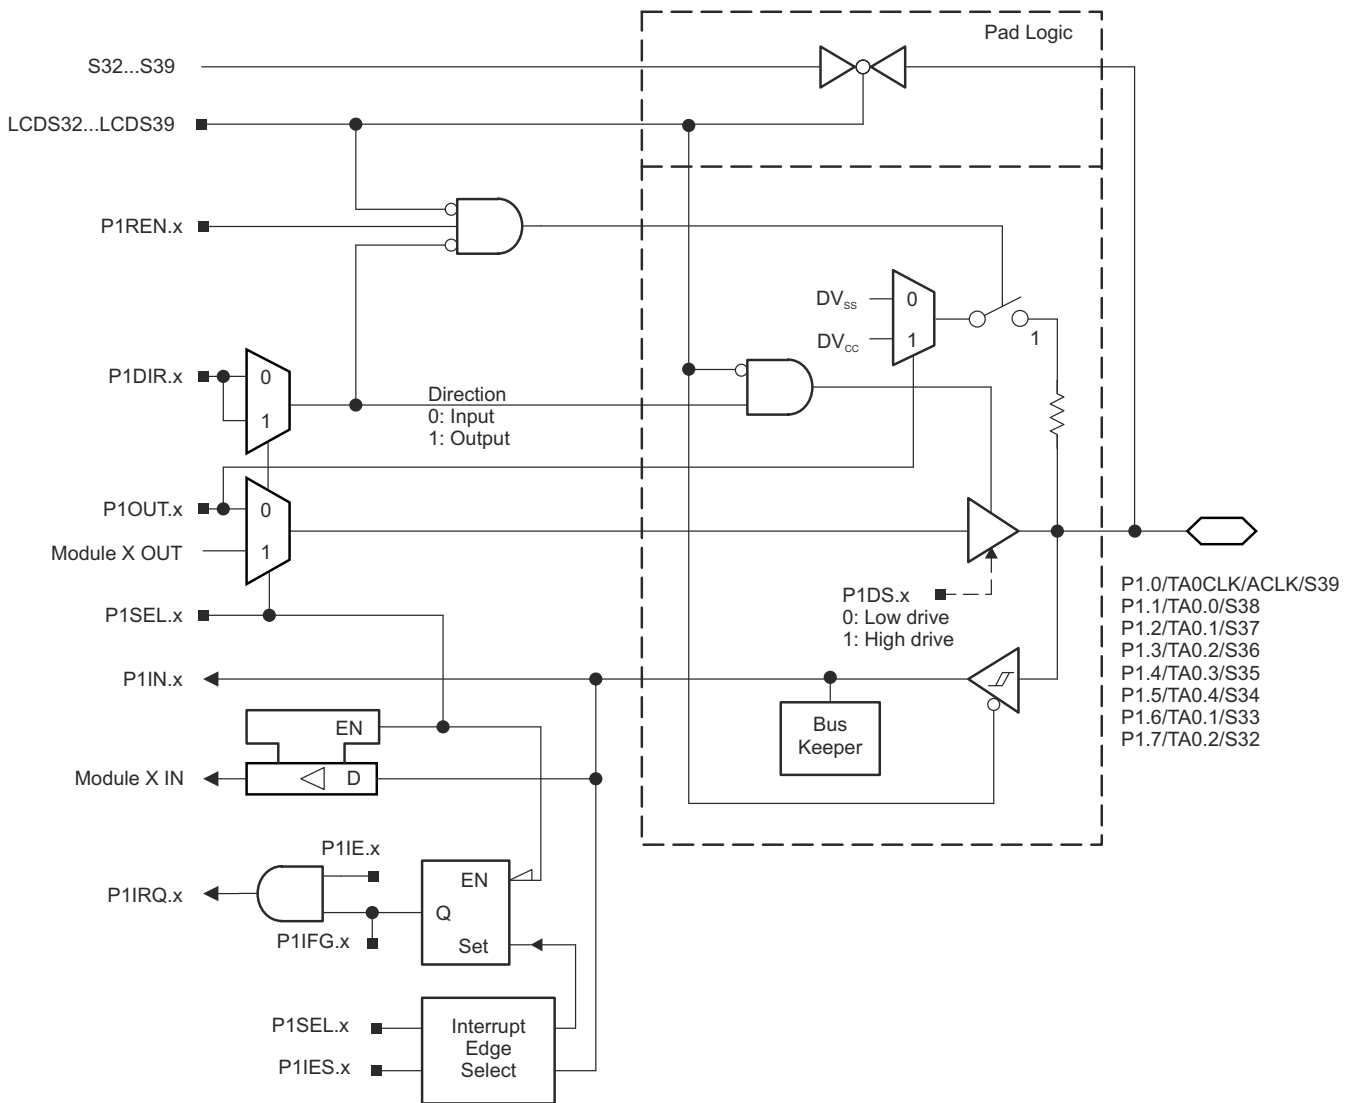 Pad Logic
S32...S39
LCDS32...LCDS39
P1REN.x
DVSS
0
DVCC
1
1
P1DIR.x
0
1
Direction
0: Input
1: Output
P1OUT.x
0
Module X OUT
1
P1DS.x
0: Low drive
1: High drive
P1SEL.x
P1.0/TA0CLK/ACLK/S39
P1.1/TA0.0/S38
P1.2/TA0.1/S37
P1.3/TA0.2/S36
P1.4/TA0.3/S35
P1.5/TA0.4/S34
P1.6/TA0.1/S33
P1.7/TA0.2/S32
P1IN.x
Bus
Keeper
EN
Module X IN
D
P1IE.x
P1IRQ.x
EN
Q
P1IFG.x
Set
P1SEL.x
P1IES.x
Interrupt
Edge
Select